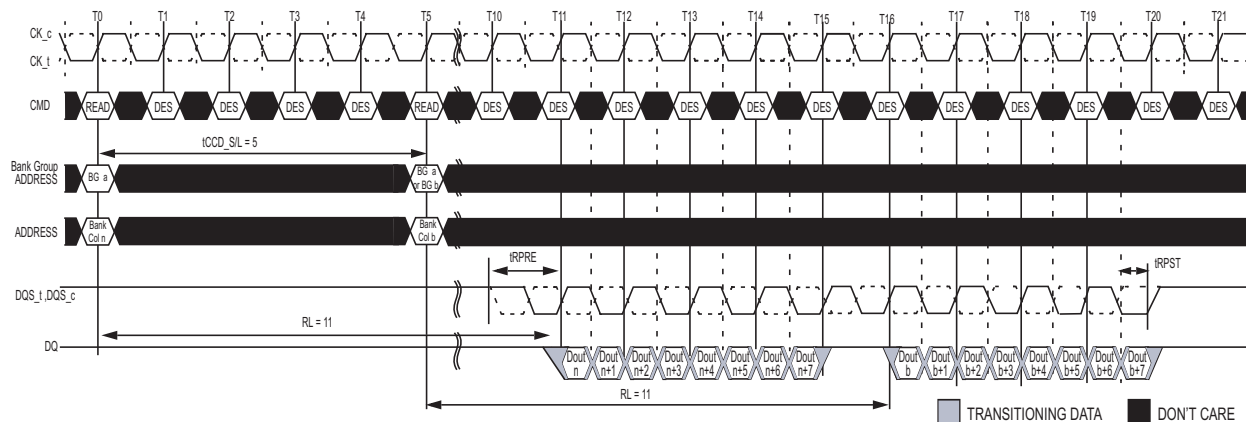 T0 T1 T2 T3 T4 T5 T10 T11 T12 T13 T14 T15 T16 T17 T18 T19 T20 T21
CK_c
CK_t
CMD READ DES DES DES DES READ DES DES DES DES DES DES DES DES DES DES DES DES
tCCD_S/L = 5
Bank Group
ADDRESS
BG a
BG a
or BG b
ADDRESS
Bank
Col n
Bank
Col b
tRPRE
tRPST
DQS_t ,DQS_c
RL = 11
DQ
Dout
n
Dout
n+1
Dout
n+2
Dout
n+3
Dout
n+4
Dout
n+5
Dout
n+6
Dout
n+7
Dout
b
Dout
b+1
Dout
b+2
Dout
b+3
Dout
b+4
Dout
b+5
Dout
b+6
Dout
b+7
RL = 11
TRANSITIONING DATA
DON'T CARE